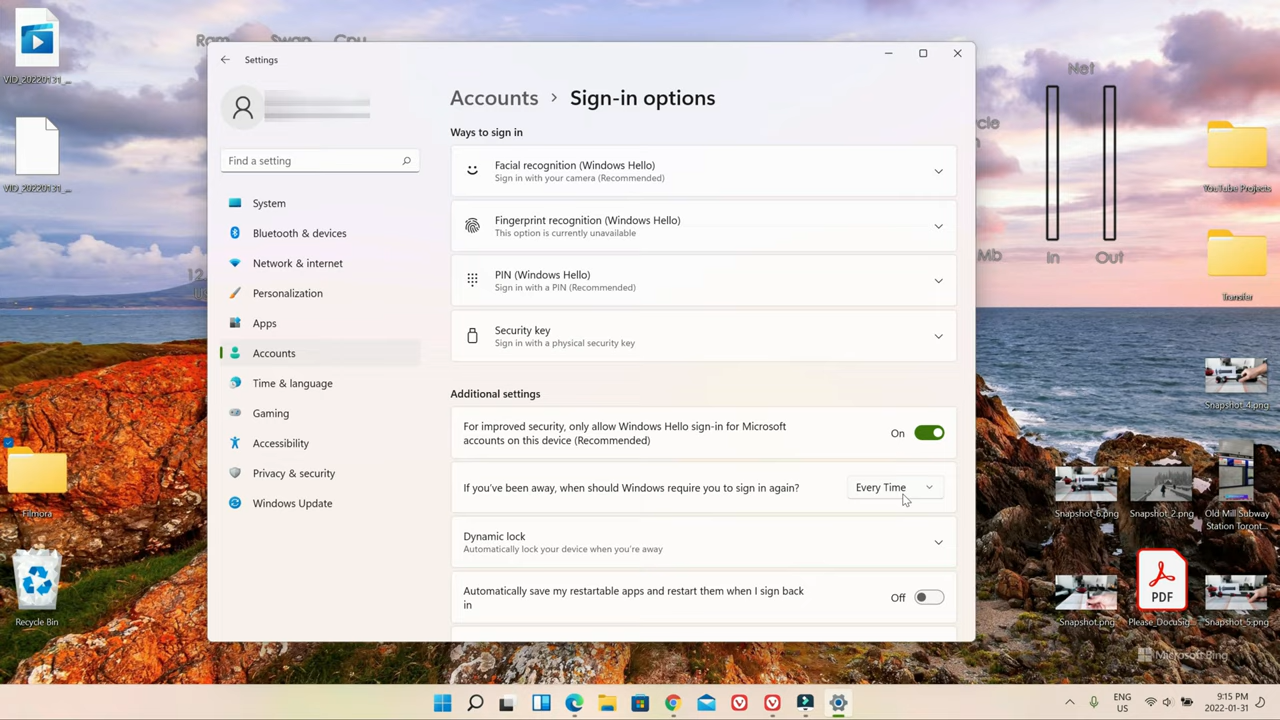 Ram Swap Cpu
Net
In Out
Mb
VID_20220131_...
VID_20220131_...
Filmora
Recycle Bin
Settings
Find a setting
System
Bluetooth & devices
Network & internet
Personalization
Apps
Accounts
Time & language
Gaming
Accessibility
Privacy & security
Windows Update
Accounts > Sign-in options
Ways to sign in
Facial recognition (Windows Hello)
Sign in with your camera (Recommended)
Fingerprint recognition (Windows Hello)
This option is currently unavailable
PIN (Windows Hello)
Sign in with a PIN (Recommended)
Security key
Sign in with a physical security key
Additional settings
For improved security, only allow Windows Hello sign-in for Microsoft
accounts on this device (Recommended)
On
If you've been away, when should Windows require you to sign in again?
Every Time
Dynamic lock
Automatically lock your device when you're away
Automatically save my restartable apps and restart them when I sign back
in
Off
YouTube Projects
Transfer
Snapshot-4.png
Snapshot-6.png
Snapshot-2.png
Old Mill Subway
Station Toront...
PDF
Snapshot.png
Please_DocuSig...
Snapshot-5.png
Microsoft Bing
ENG
US
9:15 PM
2022-01-31